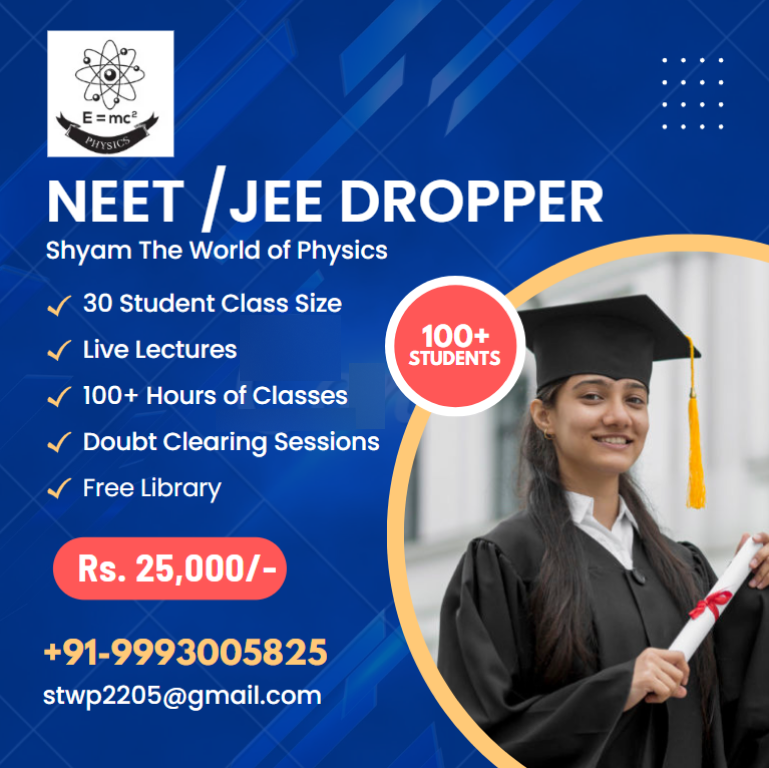 E = mc²
PHYSICS
NEET /JEE DROPPER
Shyam The World of Physics
30 Student Class Size
Live Lectures
100+ Hours of Classes
Doubt Clearing Sessions
Free Library
100+
STUDENTS
Rs. 25,000/-
+91-9993005825
stwp2205@gmail.com